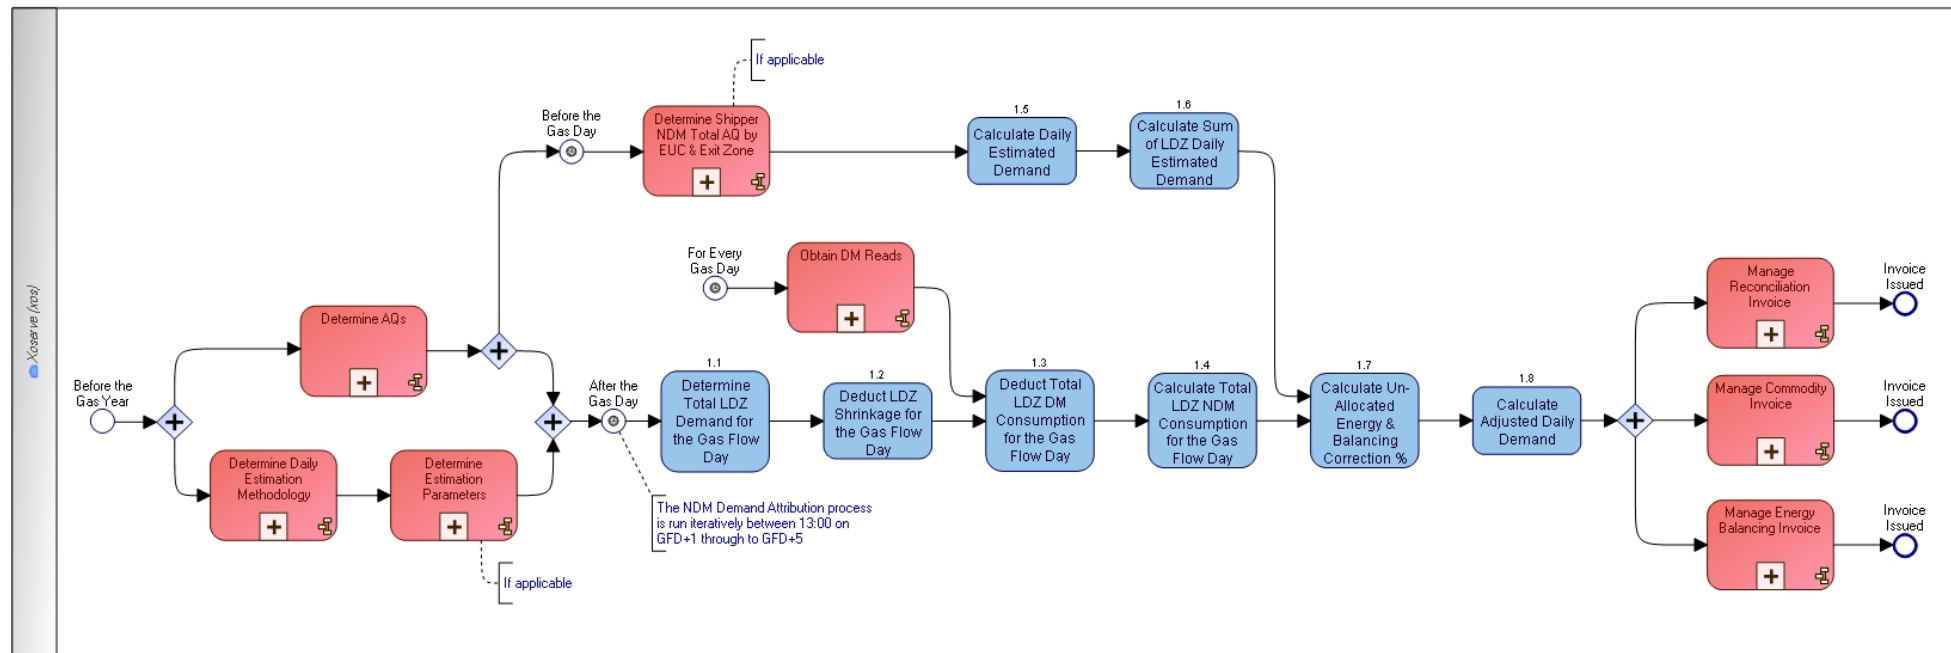 Xoserve (xos)
Before the
Gas Year
Determine AQs
Determine Daily
Estimation
Methodology
Determine
Estimation
Parameters
If applicable
Before the
Gas Day
Determine Shipper
NDM Total AQ by
EUC & Exit Zone
If applicable
1.5
Calculate Daily
Estimated
Demand
1.6
Calculate Sum
of LDZ Daily
Estimated
Demand
For Every
Gas Day
Obtain DM Reads
After the
Gas Day
The NDM Demand Attribution process
is run iteratively between 13:00 on
GFD+1 through to GFD+5
1.1
Determine
Total LDZ
Demand for
the Gas Flow
Day
1.2
Deduct LDZ
Shrinkage for
the Gas Flow
Day
1.3
Deduct Total
LDZ DM
Consumption
for the Gas
Flow Day
1.4
Calculate Total
LDZ NDM
Consumption
for the Gas
Flow Day
1.7
Calculate Un-
Allocated
Energy &
Balancing
Correction %
1.8
Calculate
Adjusted Daily
Demand
Manage
Reconciliation
Invoice
Invoice
Issued
Manage Commodity
Invoice
Invoice
Issued
Manage Energy
Balancing Invoice
Invoice
Issued